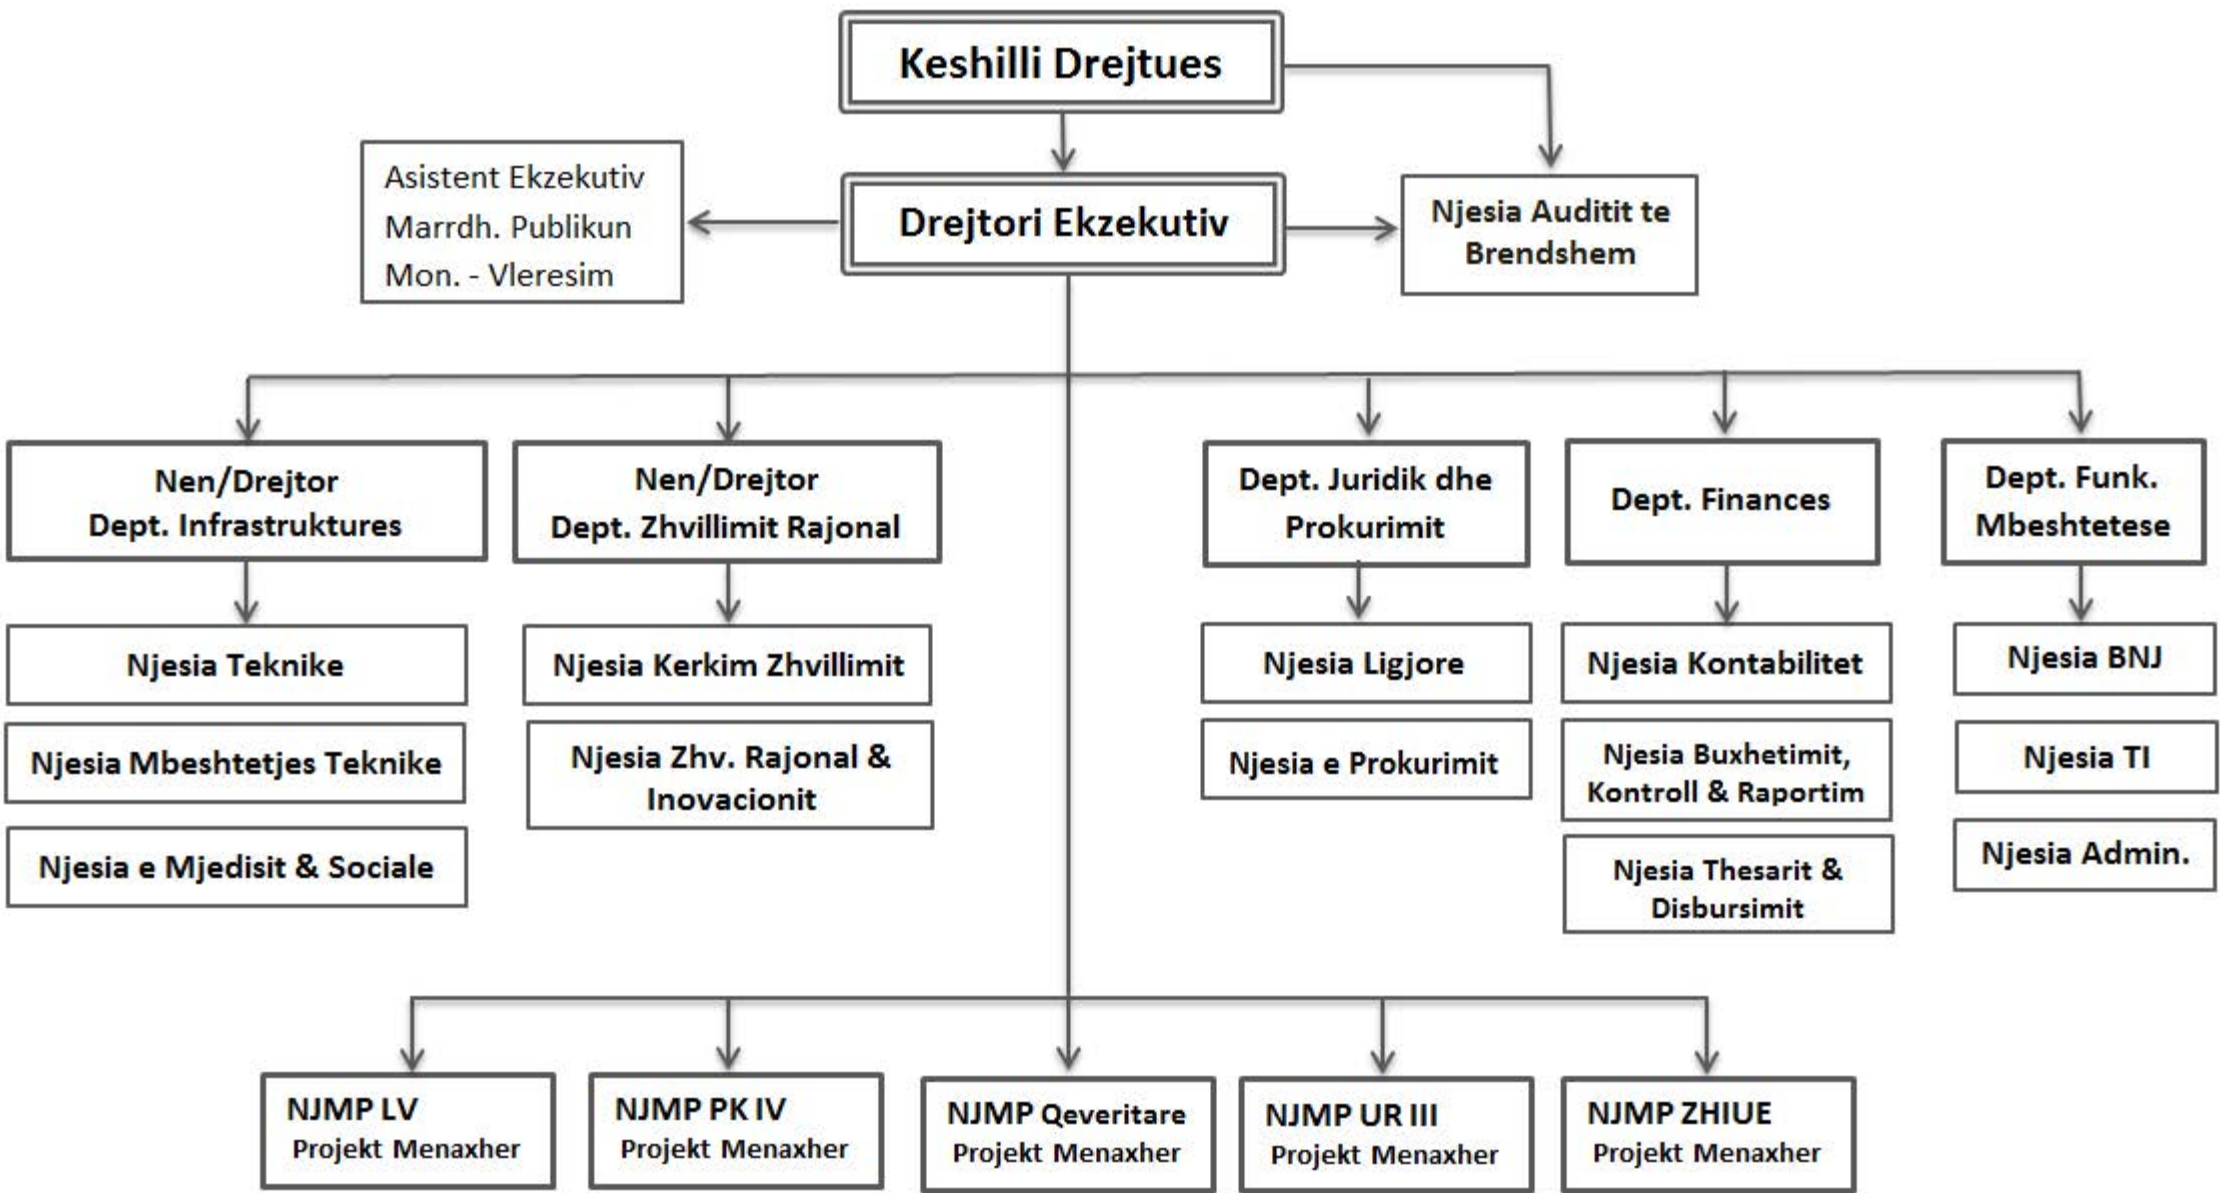 Keshilli Drejtues
Asistent Ekzekutiv
Marrdh. Publikun
Mon. - Vleresim
Drejtori Ekzekutiv
Njesia Auditit te
Brendshem
Nen/Drejtor
Dept. Infrastruktures
Nen/Drejtor
Dept. Zhvillimit Rajonal
Dept. Juridik dhe
Prokurimit
Dept. Finances
Dept. Funk.
Mbeshtetese
Njesia Teknike
Njesia Mbeshtetjes Teknike
Njesia e Mjedisit & Sociale
Njesia Kerkim Zhvillimit
Njesia Zhv. Rajonal &
Inovacionit
Njesia Ligjore
Njesia e Prokurimit
Njesia Kontabilitet
Njesia Buxhetimit,
Kontroll & Raportim
Njesia Thesarit &
Disbursimit
Njesia BNJ
Njesia TI
Njesia Admin.
NJMP LV
Projekt Menaxher
NJMP PK IV
Projekt Menaxher
NJMP Qeveritare
Projekt Menaxher
NJMP UR III
Projekt Menaxher
NJMP ZHIUE
Projekt Menaxher